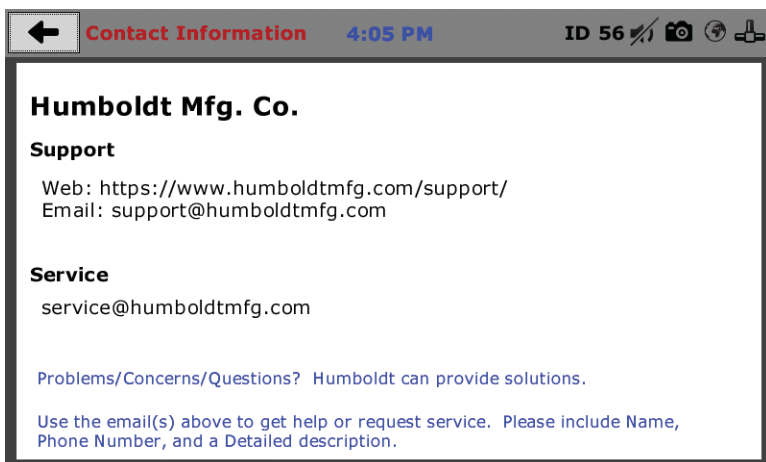 Contact Information 4:05 PM ID 56
Humboldt Mfg. Co.
Support
Web: https://www.humboldtmfg.com/support/
Email: support@humboldtmfg.com
Service
service@humboldtmfg.com
Problems/Concerns/Questions?  Humboldt can provide solutions.
Use the email(s) above to get help or request service.  Please include Name,
Phone Number, and a Detailed description.